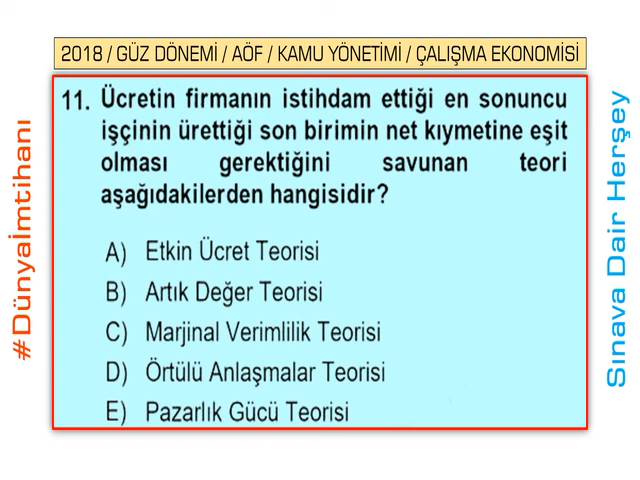 2018 / GÜZ DÖNEMİ / AÖF / KAMU YÖNETİMİ / ÇALIŞMA EKONOMİSİ
#Dünyaİmtihanı
11. Ücretin firmanın istihdam ettiği en sonuncu
işçinin ürettiği son birimin net kıymetine eşit
olması gerektiğini savunan teori
aşağıdakilerden hangisidir?
A) Etkin Ücret Teorisi
B) Artık Değer Teorisi
C) Marjinal Verimlilik Teorisi
D) Örtülü Anlaşmalar Teorisi
E) Pazarlık Gücü Teorisi
Sınava Dair Herşey